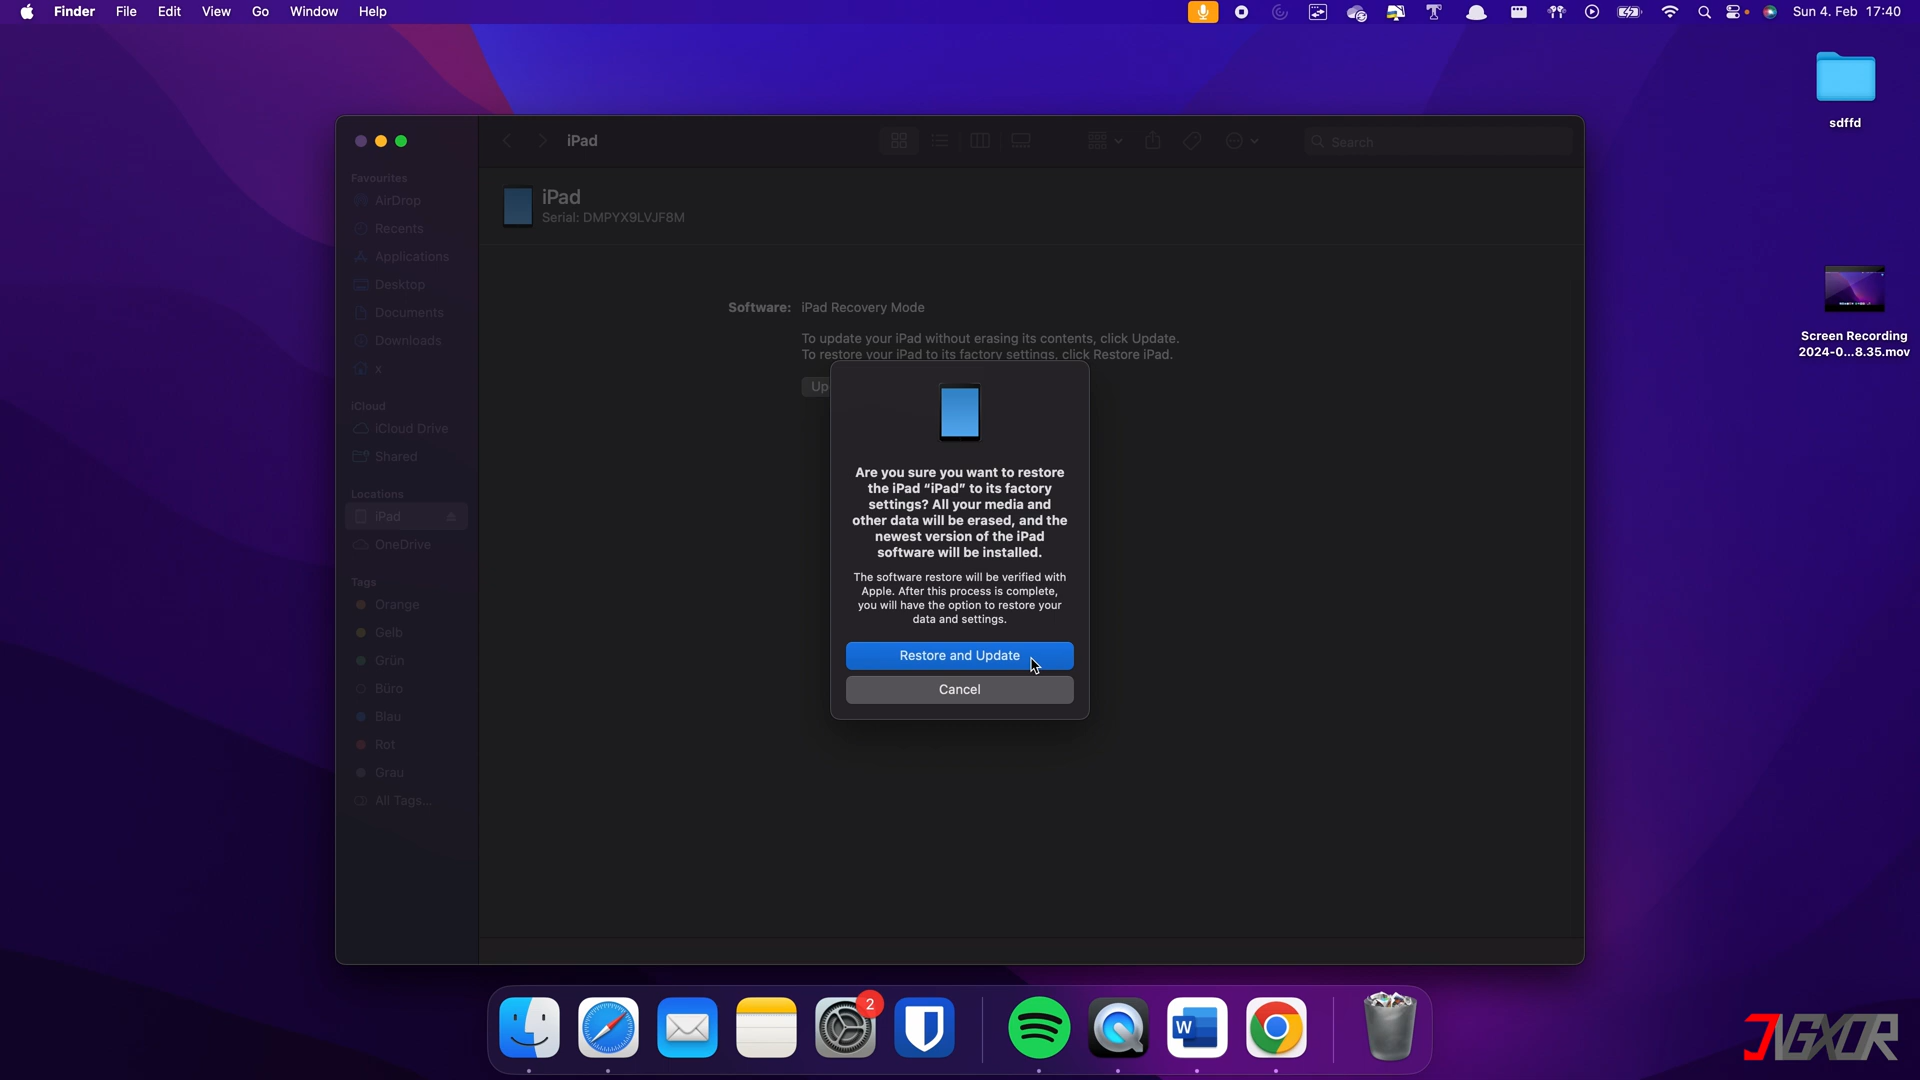 Finder File Edit View Go Window Help
Sun 4. Feb 17:40
sdffd
Screen Recording
2024-0...8.35.mov
iPad
Search
Favourites
AirDrop
Recents
Applications
Desktop
Documents
Downloads
x
iCloud
iCloud Drive
Shared
Locations
iPad
OneDrive
Tags
Orange
Gelb
Grün
Büro
Blau
Rot
Grau
All Tags...
iPad
Serial: DMPYX9LVJF8M
Software: iPad Recovery Mode
To update your iPad without erasing its contents, click Update.
To restore your iPad to its factory settings, click Restore iPad.
Up
Are you sure you want to restore
the iPad “iPad” to its factory
settings? All your media and
other data will be erased, and the
newest version of the iPad
software will be installed.
The software restore will be verified with
Apple. After this process is complete,
you will have the option to restore your
data and settings.
Restore and Update
Cancel
2
W
JVGXOR